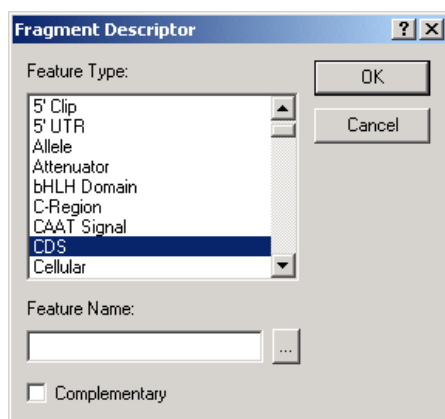 Fragment Descriptor
Feature Type:
5' Clip
5' UTR
Allele
Attenuator
bHLH Domain
C-Region
CAAT Signal
CDS
Cellular
OK
Cancel
Feature Name:
...
Complementary